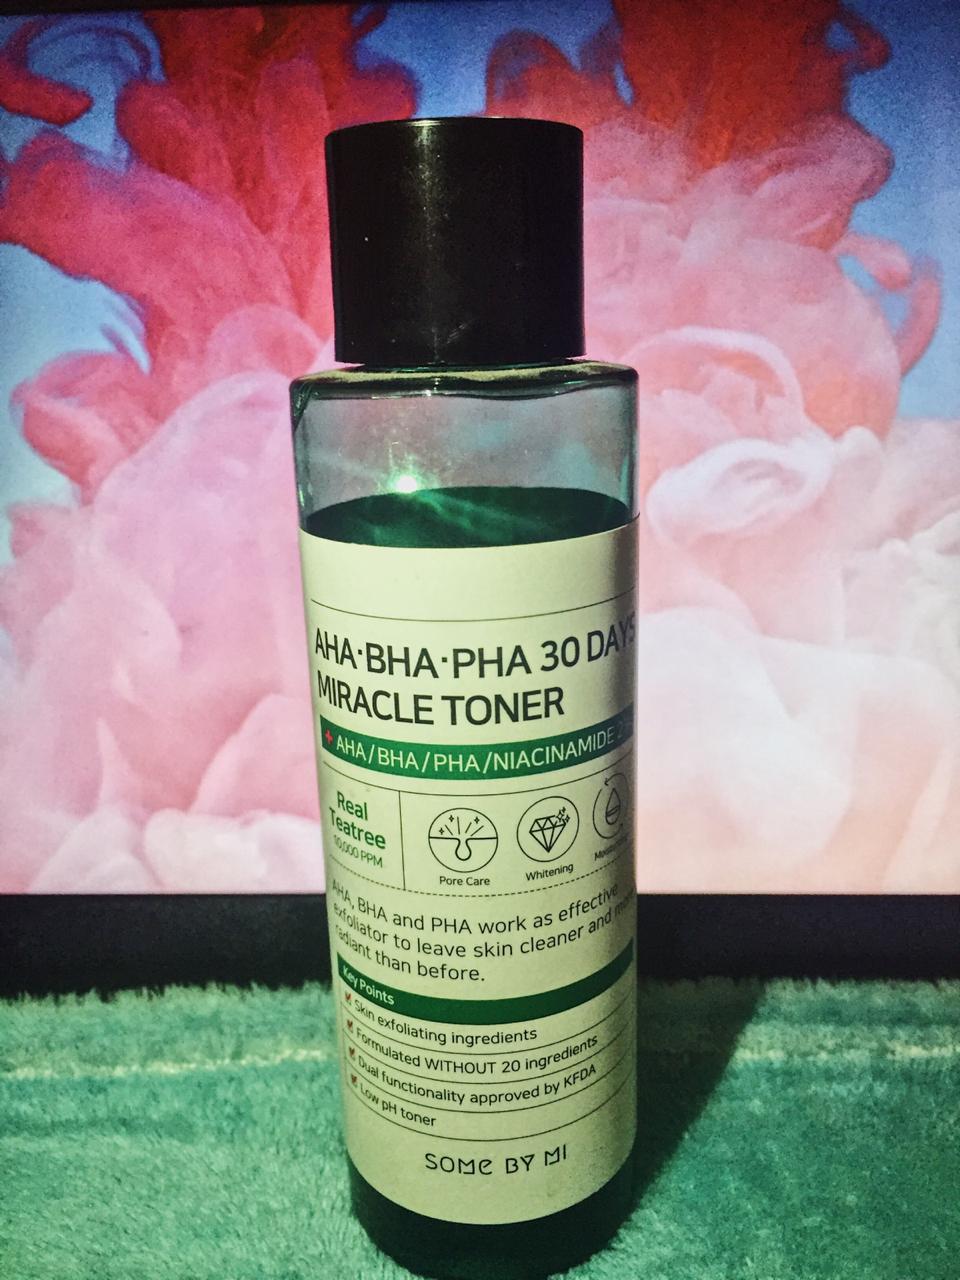 AHA·BHA·PHA 30 DAYS
MIRACLE TONER
+ AHA/BHA/PHA/NIACINAMIDE
Real
Teatree
10,000 PPM
Pore Care
Whitening
AHA, BHA and PHA work as effective
exfoliator to leave skin cleaner and more
radiant than before.
Key Points
Skin exfoliating ingredients
Formulated WITHOUT 20 ingredients
Dual functionality approved by KFDA
Low pH toner
SOME BY MI